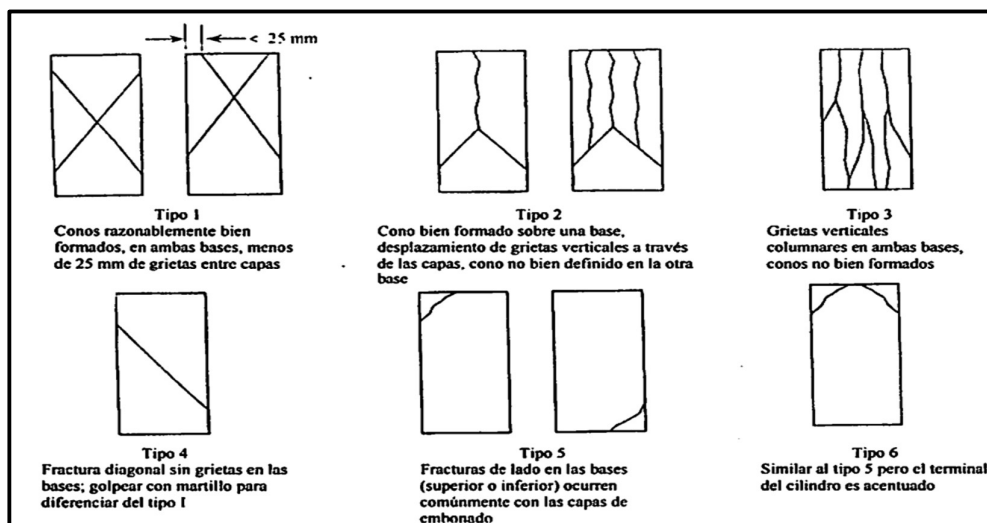 < 25 mm
Tipo 1
Conos razonablemente bien
formados, en ambas bases, menos
de 25 mm de grietas entre capas
Tipo 2
Cono bien formado sobre una base,
desplazamiento de grietas verticales a través
de las capas, cono no bien definido en la otra
base
Tipo 3
Grietas verticales
columnares en ambas bases,
conos no bien formados
Tipo 4
Fractura diagonal sin grietas en las
bases; golpear con martillo para
diferenciar del tipo I
Tipo 5
Fracturas de lado en las bases
(superior o inferior) ocurren
comúnmente con las capas de
embonado
Tipo 6
Similar al tipo 5 pero el terminal
del cilindro es acentuado